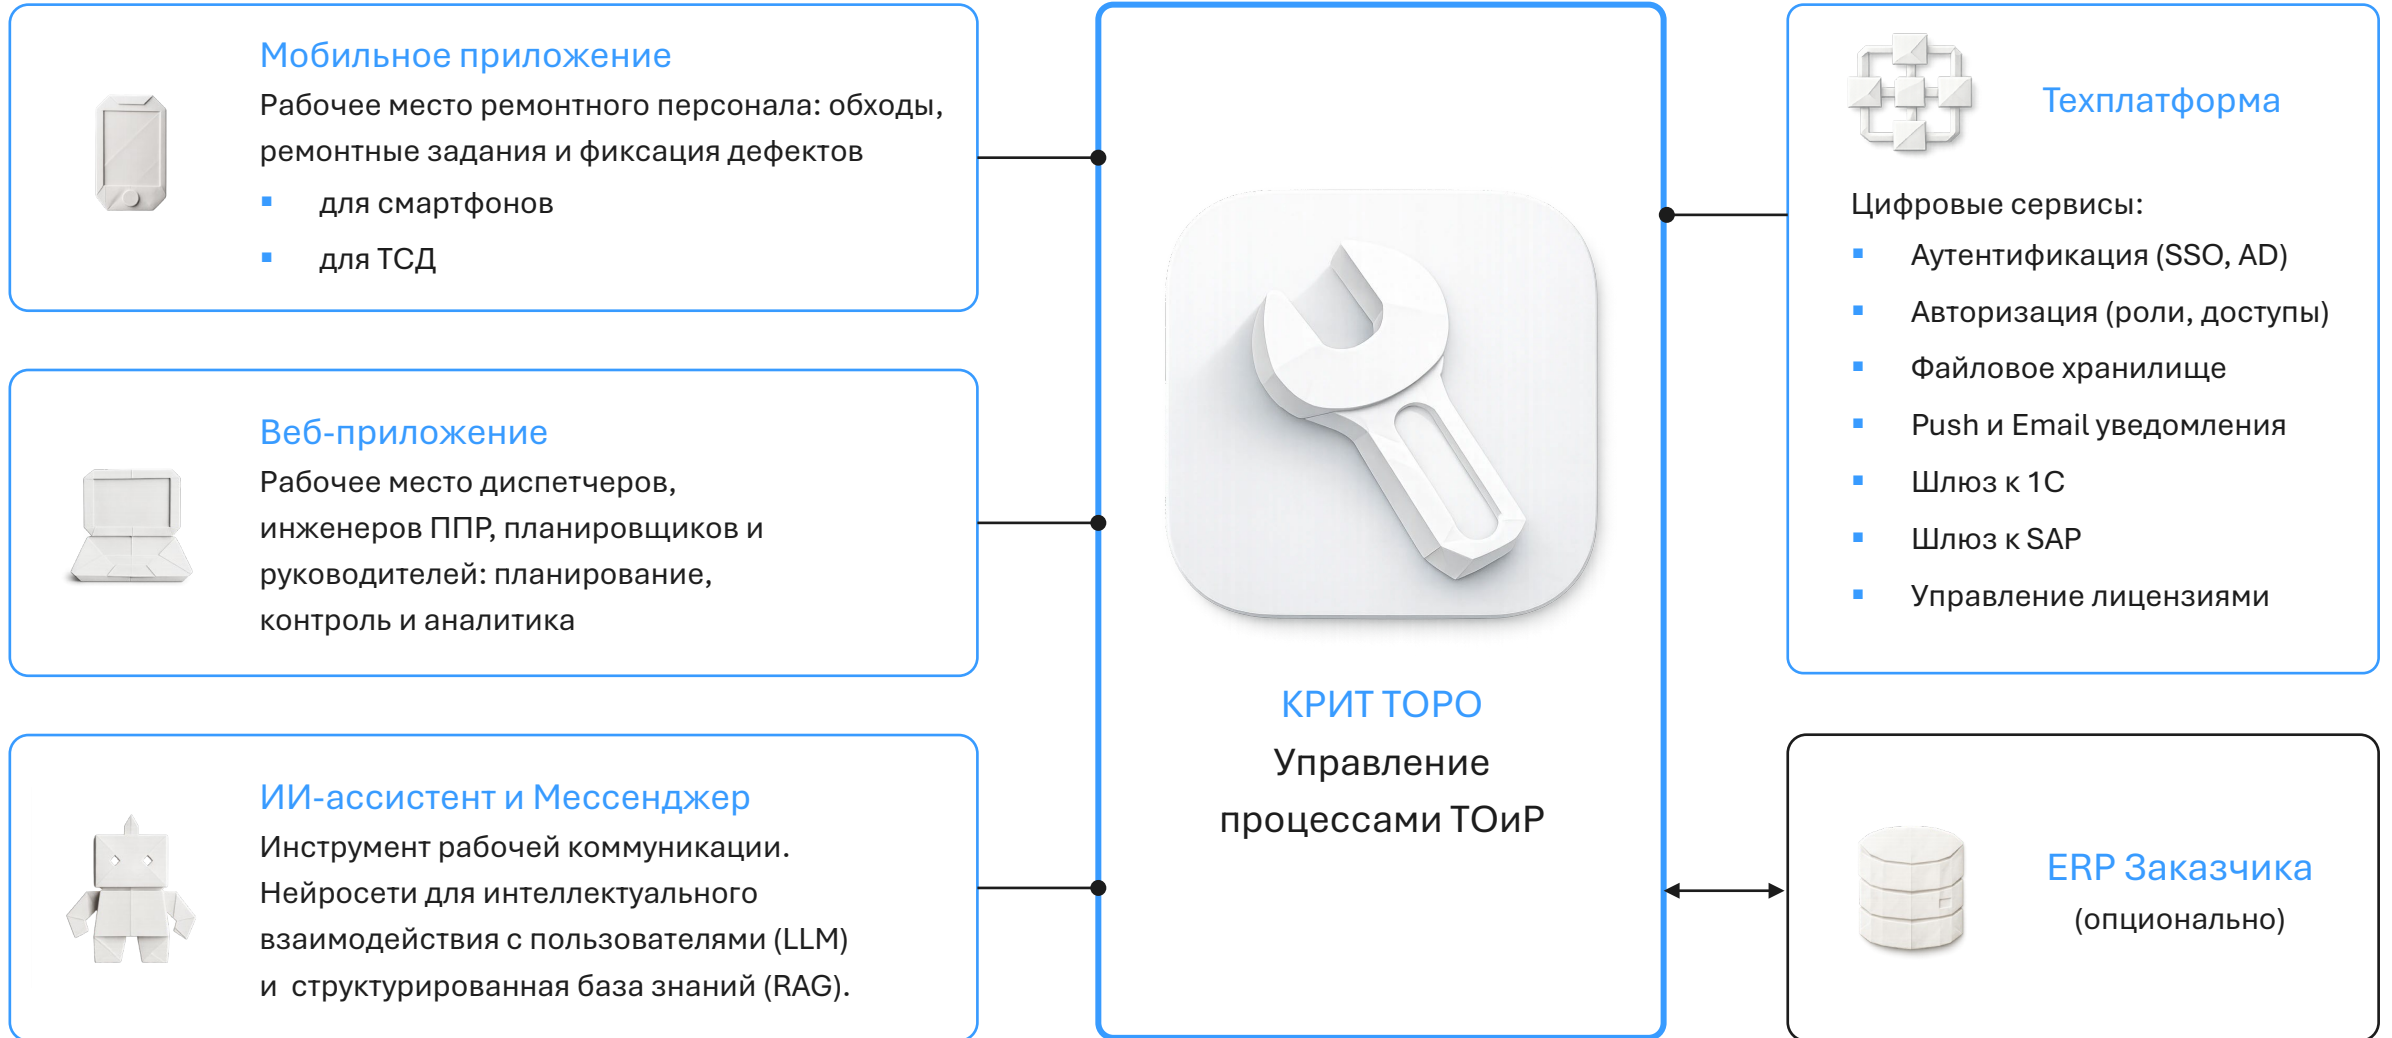 Мобильное приложение
Рабочее место ремонтного персонала: обходы,
ремонтные задания и фиксация дефектов
для смартфонов
для ТСД
Веб-приложение
Рабочее место диспетчеров,
инженеров ППР, планировщиков и
руководителей: планирование,
контроль и аналитика
ИИ-ассистент и Мессенджер
Инструмент рабочей коммуникации.
Нейросети для интеллектуального
взаимодействия с пользователями (LLM)
и структурированная база знаний (RAG).
КРИТ ТОРО
Управление
процессами ТОиР
Техплатформа
Цифровые сервисы:
Аутентификация (SSO, AD)
Авторизация (роли, доступы)
Файловое хранилище
Push и Email уведомления
Шлюз к 1С
Шлюз к SAP
Управление лицензиями
ERP Заказчика
(опционально)